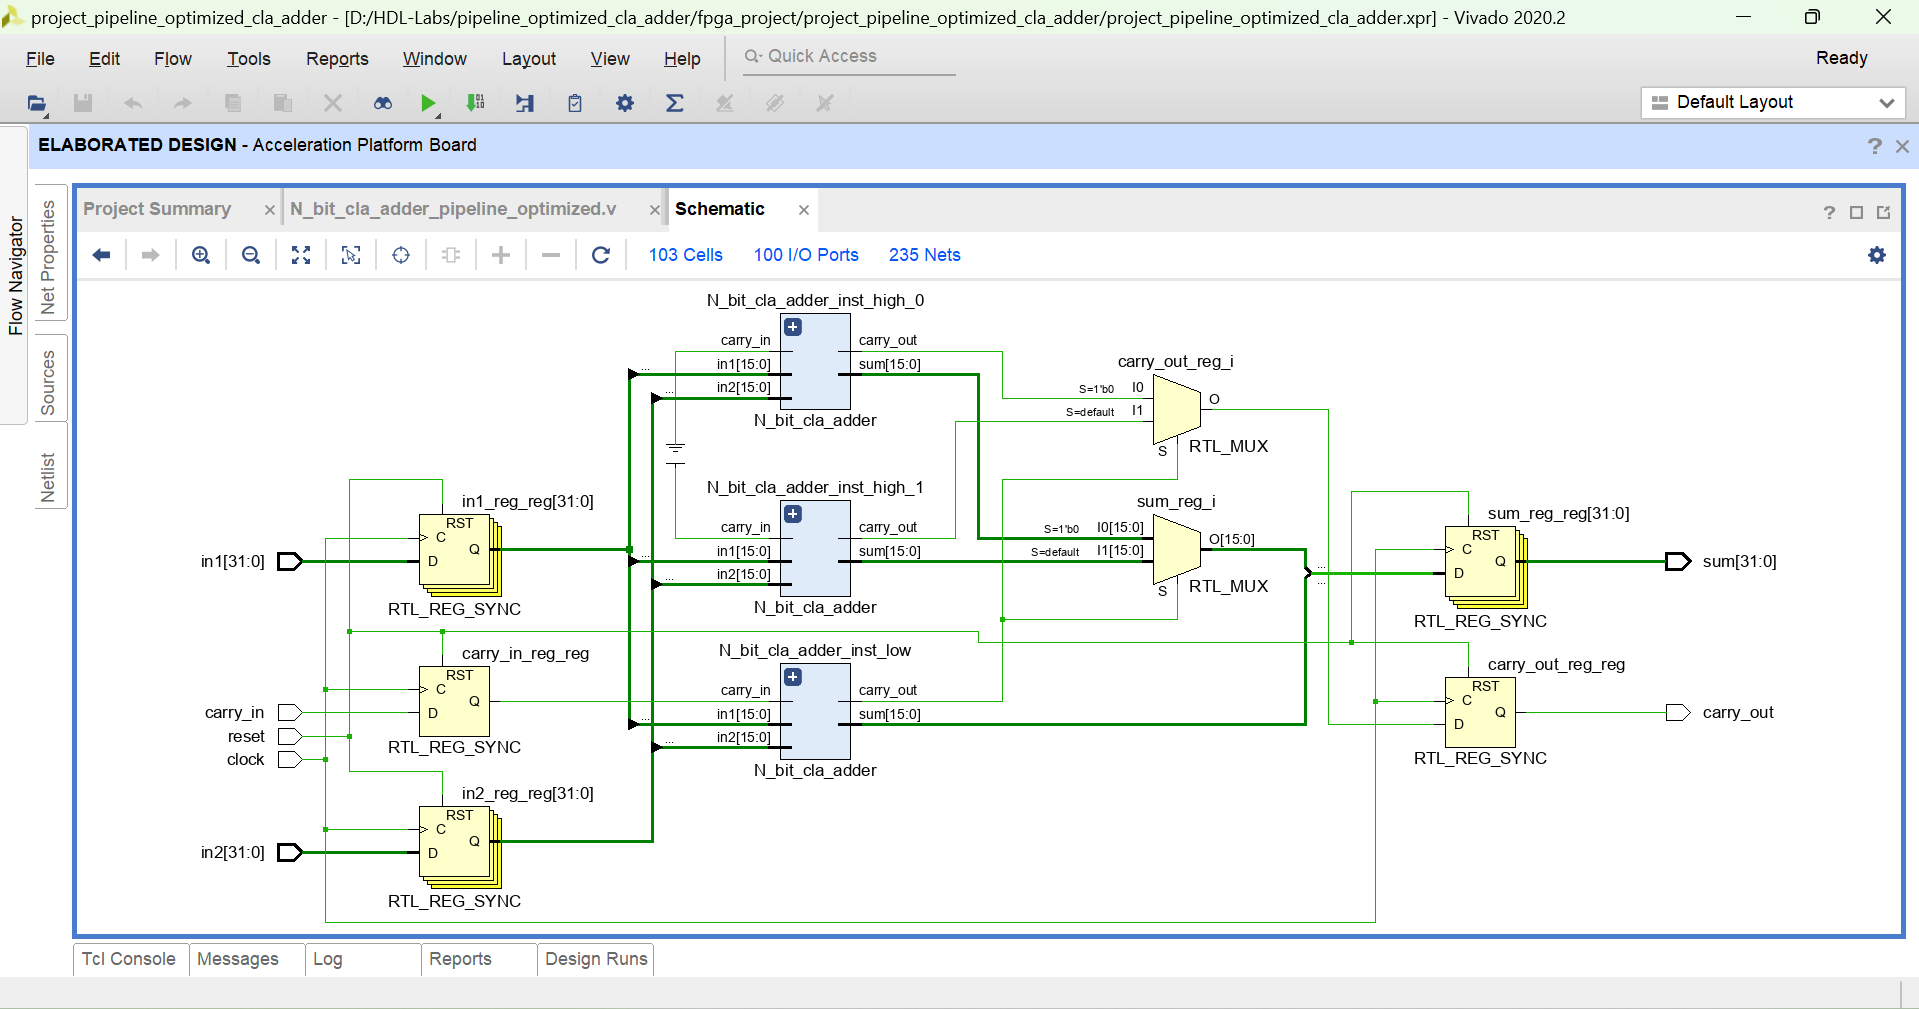 project_pipeline_optimized_cla_adder - [D:/HDL-Labs/pipeline_optimized_cla_adder/fpga_project/project_pipeline_optimized_cla_adder/project_pipeline_optimized_cla_adder.xpr] - Vivado 2020.2
File Edit Flow Tools Reports Window Layout View Help Quick Access Ready
Default Layout
ELABORATED DESIGN - Acceleration Platform Board
Flow Navigator
Net Properties
Sources
Netlist
Project Summary N_bit_cla_adder_pipeline_optimized.v Schematic
103 Cells 100 I/O Ports 235 Nets
N_bit_cla_adder_inst_high_0
carry_in carry_out
in1[15:0] sum[15:0]
...
in2[15:0]
...
N_bit_cla_adder
carry_out_reg_i
S=1'b0 I0
S=default I1
O
S
RTL_MUX
N_bit_cla_adder_inst_high_1
carry_in carry_out
in1[15:0] sum[15:0]
...
in2[15:0]
...
N_bit_cla_adder
sum_reg_i
S=1'b0 I0[15:0]
S=default I1[15:0]
O[15:0]
S
RTL_MUX
...
...
in1_reg_reg[31:0]
RST
C
in1[31:0] D Q
RTL_REG_SYNC
sum_reg_reg[31:0]
RST
C
D Q sum[31:0]
RTL_REG_SYNC
carry_in_reg_reg
RST
C
carry_in D Q
reset
clock
RTL_REG_SYNC
N_bit_cla_adder_inst_low
carry_in carry_out
in1[15:0] sum[15:0]
...
in2[15:0]
...
N_bit_cla_adder
carry_out_reg_reg
RST
C
D Q carry_out
RTL_REG_SYNC
in2_reg_reg[31:0]
RST
C
in2[31:0] D Q
RTL_REG_SYNC
Tcl Console Messages Log Reports Design Runs